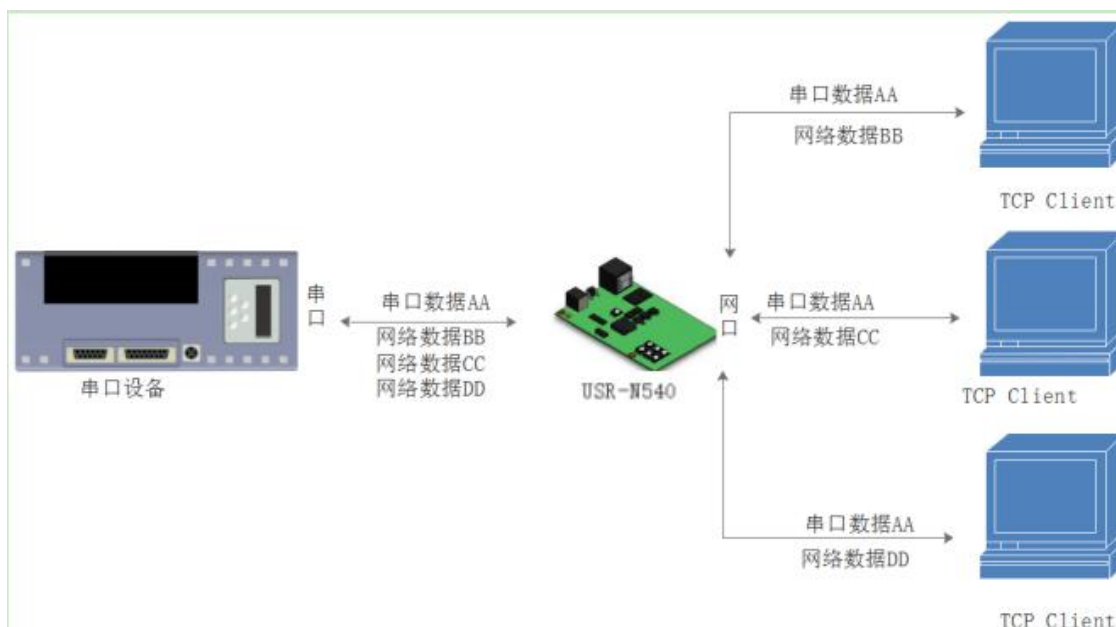 串口数据AA
网络数据BB
TCP Client
串口
串口数据AA
网络数据BB
网络数据CC
网络数据DD
串口设备
USR-N540
网口
串口数据AA
网络数据CC
TCP Client
串口数据AA
网络数据DD
TCP Client